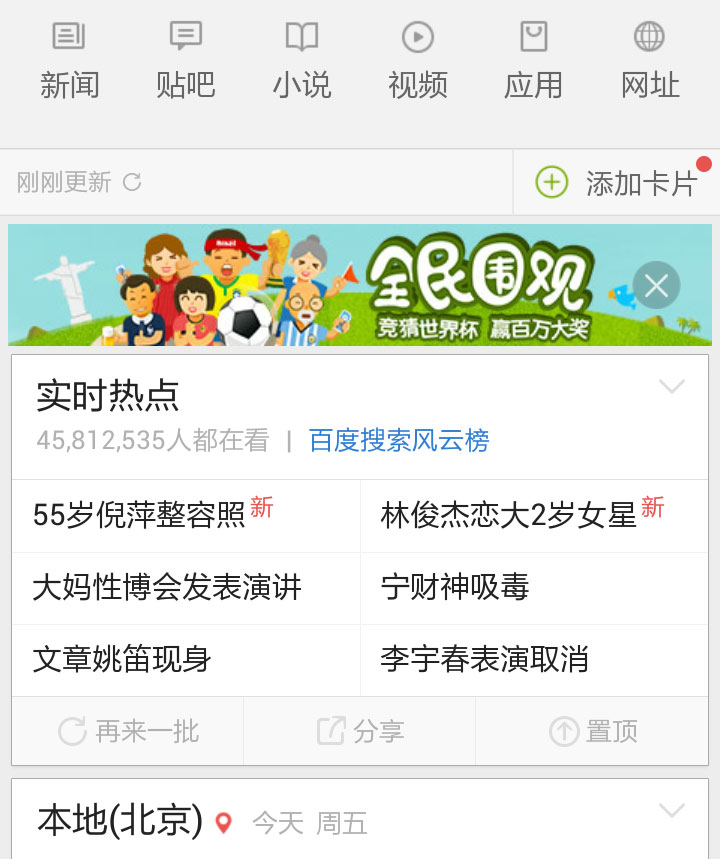 新闻 贴吧 小说 视频 应用 网址
刚刚更新 添加卡片
全民围观
竞猜世界杯 赢百万大奖
实时热点
45,812,535人都在看 | 百度搜索风云榜
55岁倪萍整容照 新 林俊杰恋大2岁女星 新
大妈性博会发表演讲 宁财神吸毒
文章姚笛现身 李宇春表演取消
再来一批 分享 置顶
本地(北京) 今天 周五